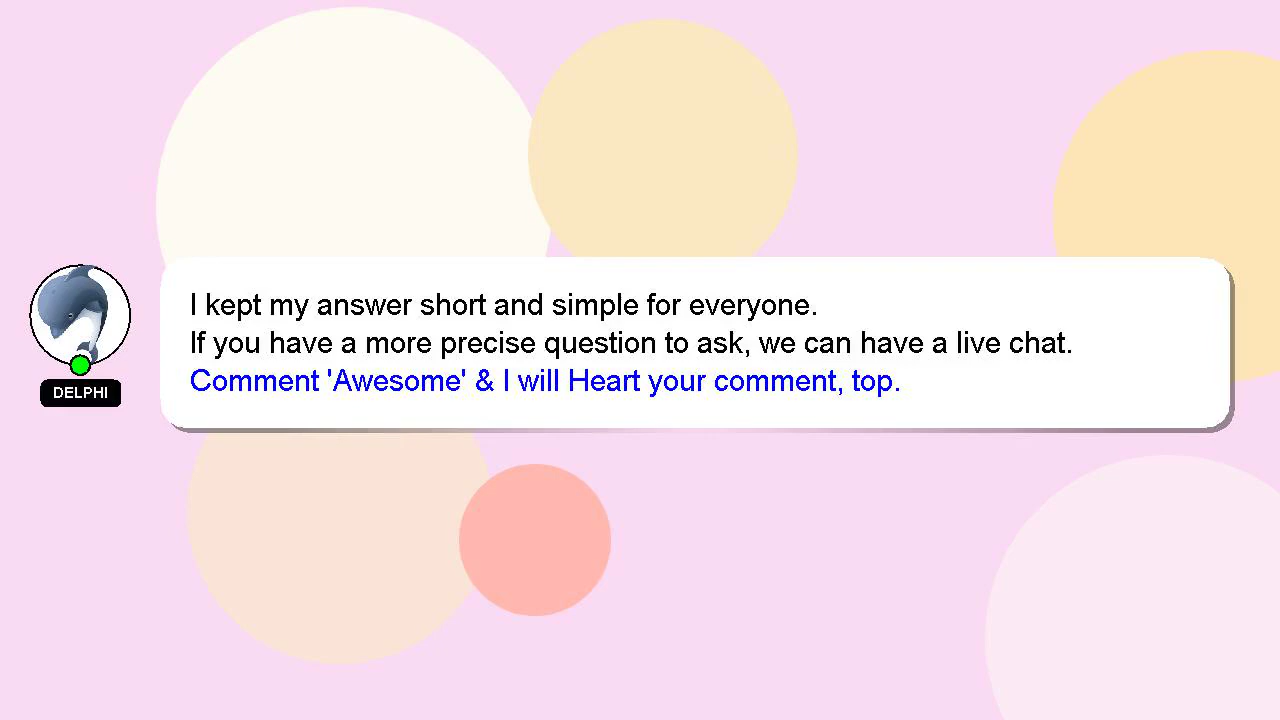 I kept my answer short and simple for everyone.
If you have a more precise question to ask, we can have a live chat.
Comment 'Awesome' & I will Heart your comment, top.
DELPHI